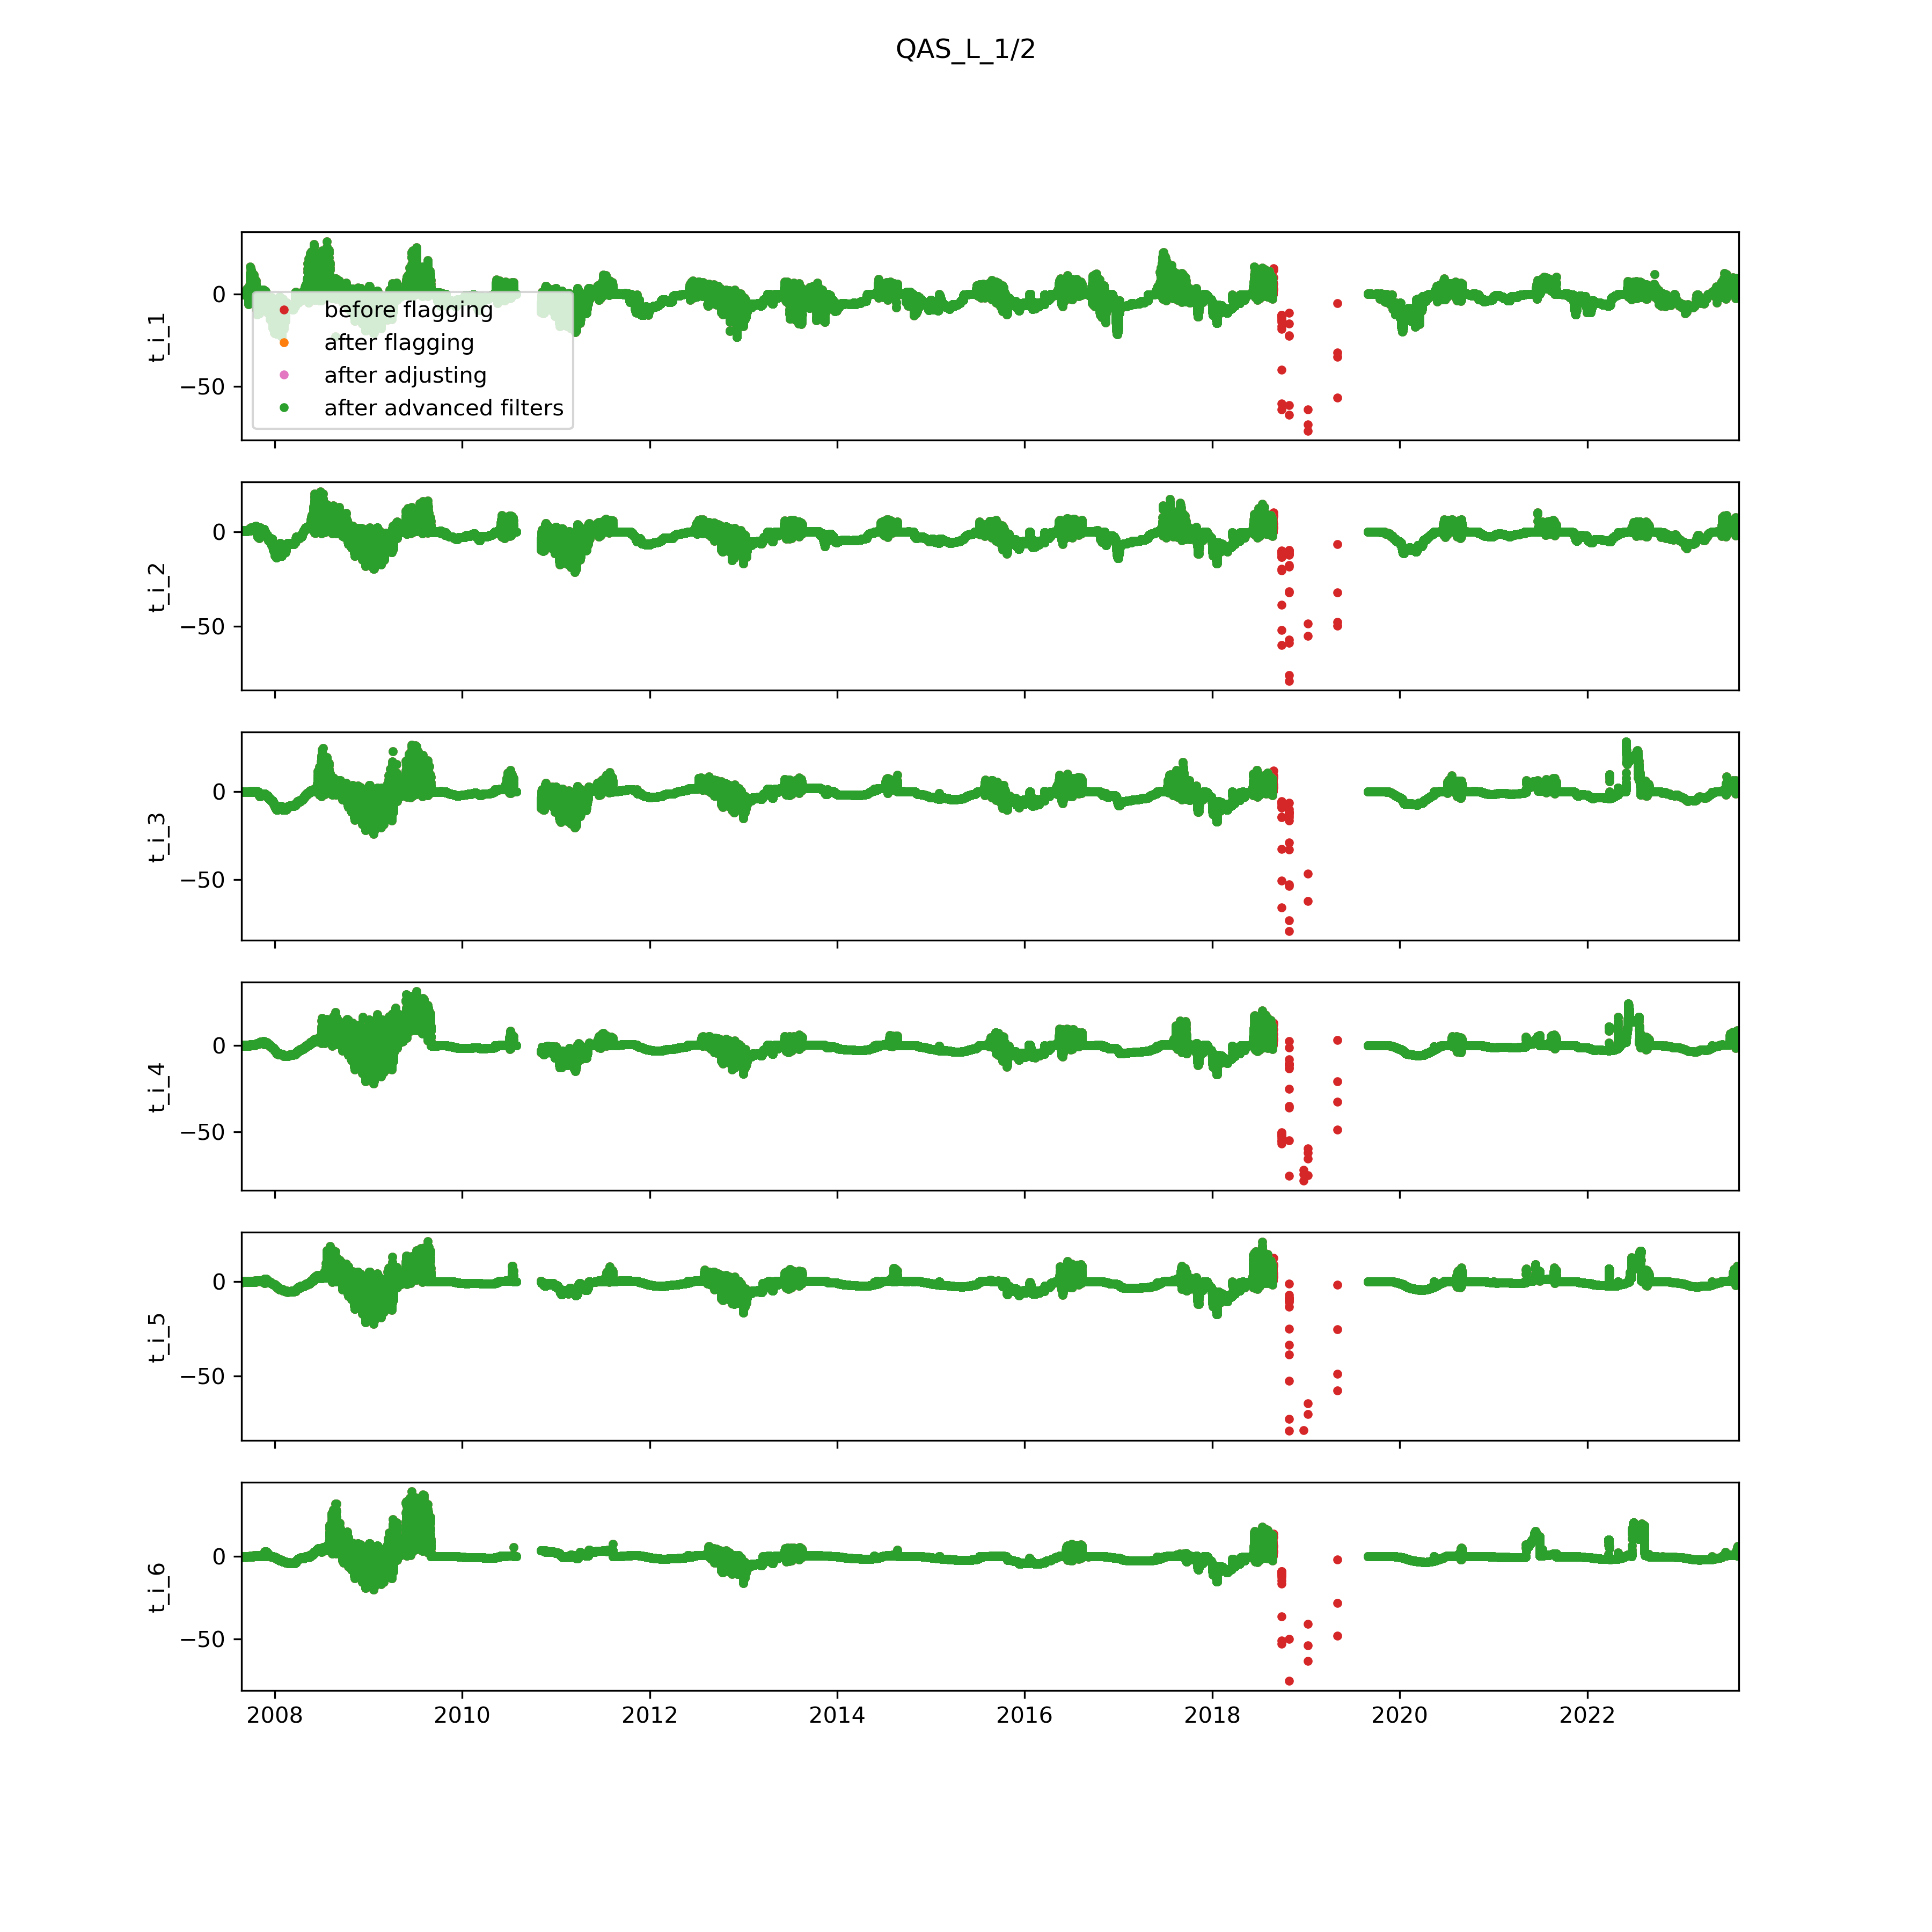 QAS_L_1/2
0
−50
t_i_1
before flagging
after flagging
after adjusting
after advanced filters
0
−50
t_i_2
0
−50
t_i_3
0
−50
t_i_4
0
−50
t_i_5
0
−50
t_i_6
2008 2010 2012 2014 2016 2018 2020 2022